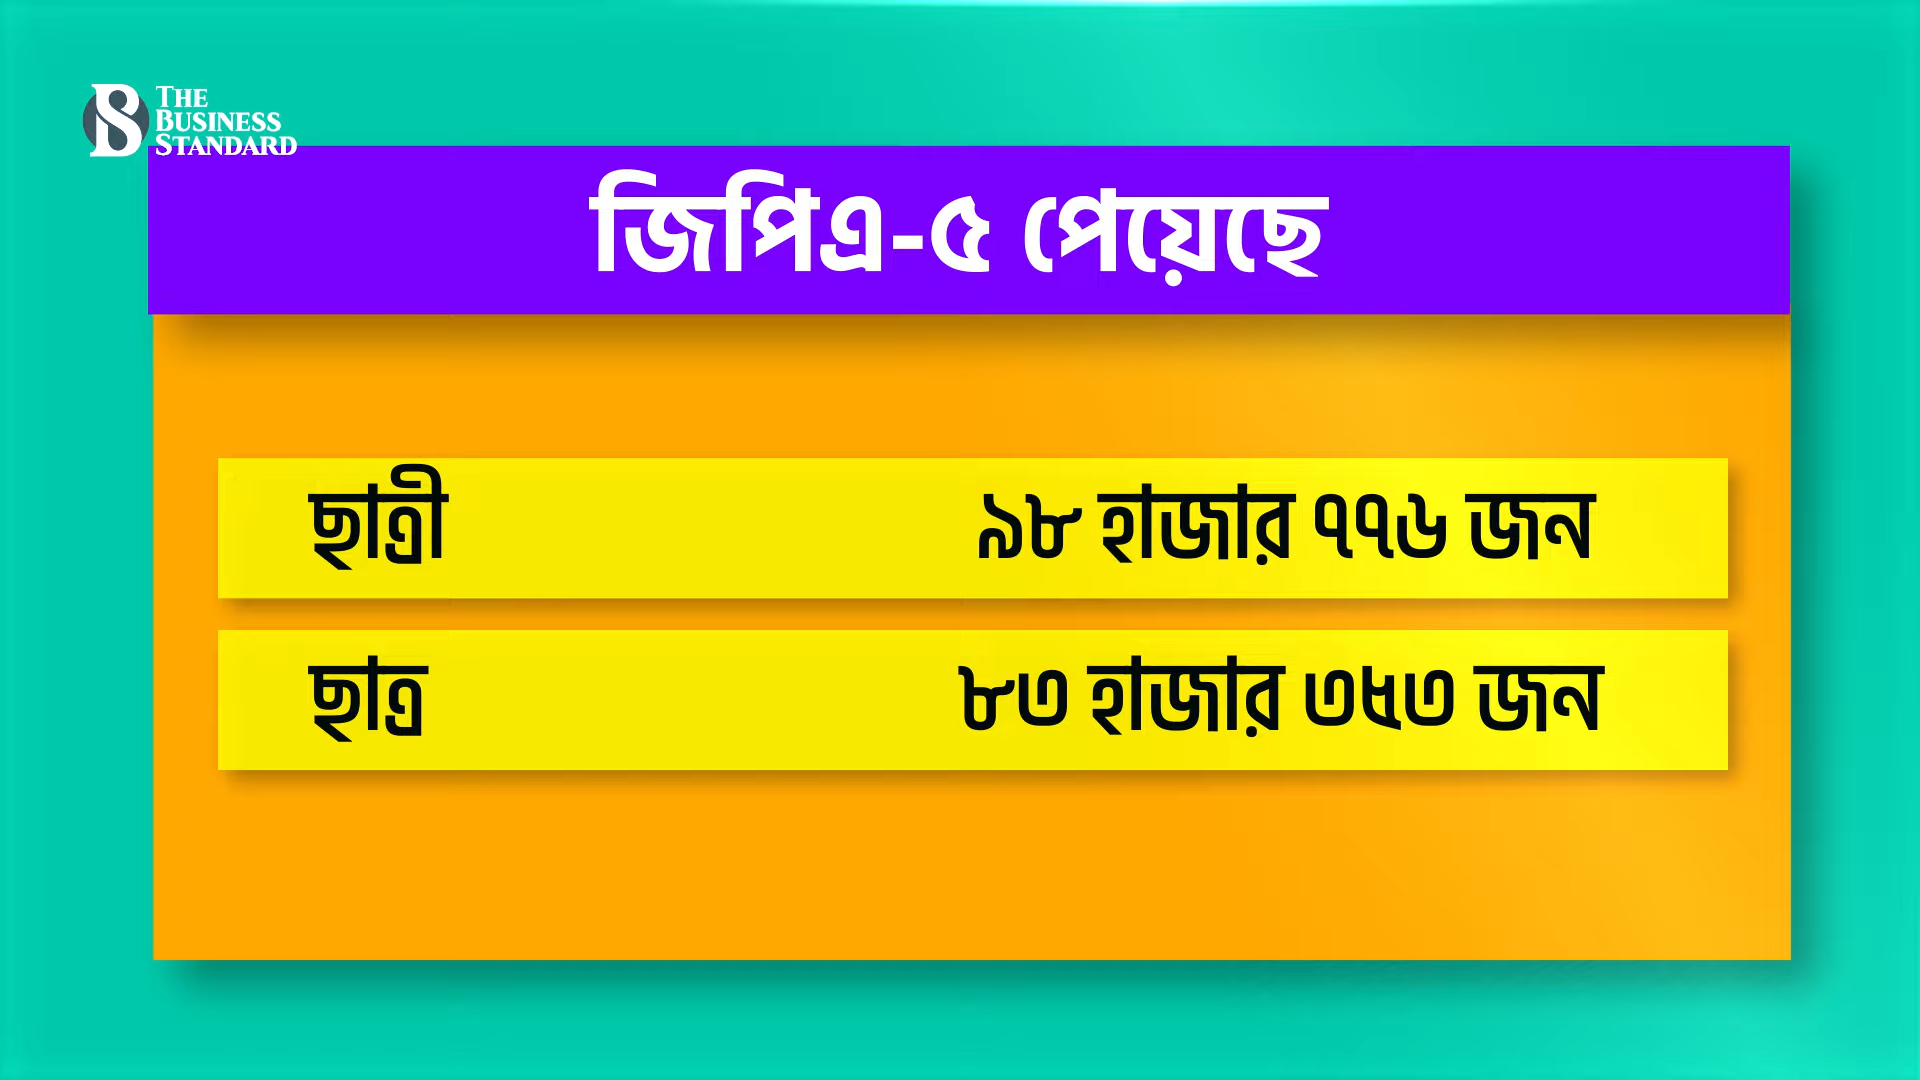 THE
BUSINESS
STANDARD
জিপিএ-৫ পেয়েছে
ছাত্রী ৯৮ হাজার ৭৭৬ জন
ছাত্র ৮৩ হাজার ৩৫৩ জন